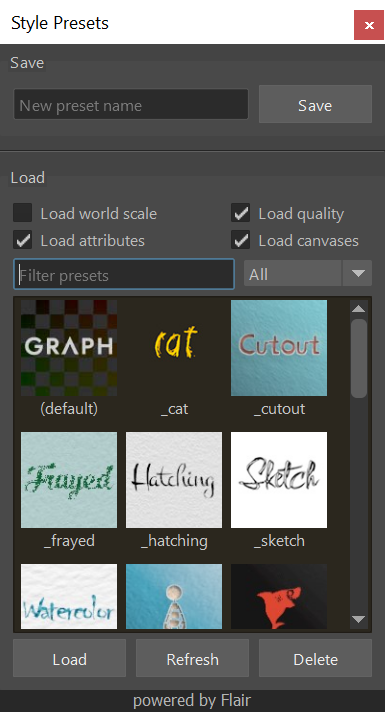 Style Presets
Save
New preset name
Save
Load
Load world scale
Load quality
Load attributes
Load canvases
Filter presets
All
GRAPH
cat
Cutout
(default)
_cat
_cutout
Frayed
Hatching
Sketch
_frayed
_hatching
_sketch
Watercolor
Load
Refresh
Delete
powered by Flair